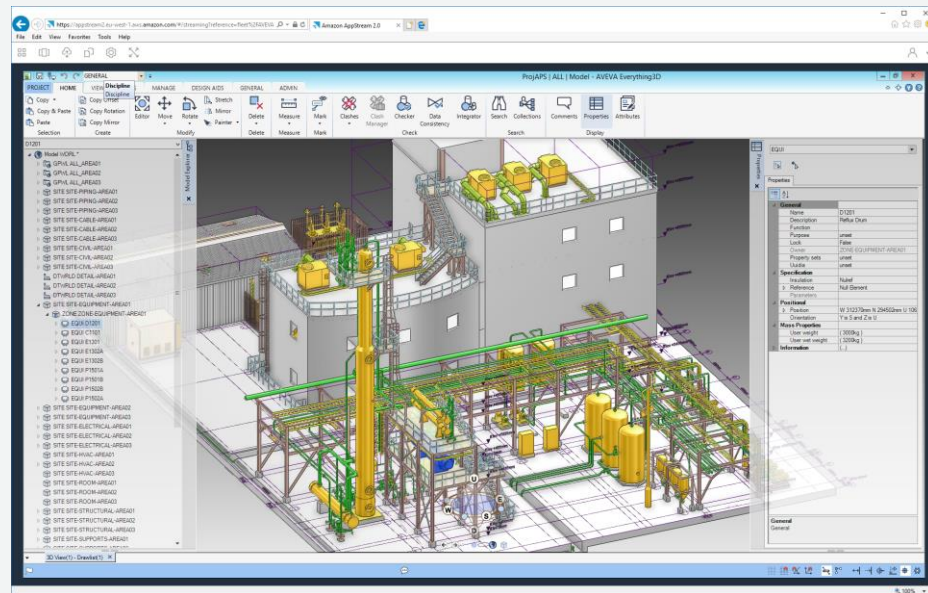 https://appstream2.eu-west-1.aws.amazon.com/#/streaming?reference=fleet%2FAVEVA
Amazon AppStream 2.0
File Edit View Favorites Tools Help
GENERAL
ProjAPS | ALL | Model - AVEVA Everything3D
PROJECT HOME VIEW MANAGE DESIGN AIDS GENERAL ADMIN
Discipline
Discipline
Copy Copy Offset Stretch
Copy & Paste Copy Rotation Mirror
Paste Copy Mirror Painter
Editor Move Rotate Delete Measure Mark Clashes Clash Manager Checker Data Consistency Integrator Search Collections Comments Properties Attributes
Selection Create Modify Delete Measure Mark Check Search Display
D1201
Model WORL *
GPWL ALL_AREA01
GPWL ALL_AREA02
GPWL ALL_AREA03
SITE SITE-PIPING-AREA01
SITE SITE-PIPING-AREA02
SITE SITE-PIPING-AREA03
SITE SITE-CABLE-AREA01
SITE SITE-CABLE-AREA02
SITE SITE-CABLE-AREA03
SITE SITE-CIVIL-AREA01
SITE SITE-CIVIL-AREA02
SITE SITE-CIVIL-AREA03
DTWRLD DETAIL-AREA01
DTWRLD DETAIL-AREA02
DTWRLD DETAIL-AREA03
SITE SITE-EQUIPMENT-AREA01
ZONE ZONE-EQUIPMENT-AREA01
EQUI D1201
EQUI C1101
EQUI E1301
EQUI E1302A
EQUI E1302B
EQUI P1501A
EQUI P1501B
EQUI P1502B
EQUI P1502A
SITE SITE-EQUIPMENT-AREA02
SITE SITE-EQUIPMENT-AREA03
SITE SITE-ELECTRICAL-AREA01
SITE SITE-ELECTRICAL-AREA02
SITE SITE-ELECTRICAL-AREA03
SITE SITE-HVAC-AREA01
SITE SITE-HVAC-AREA02
SITE SITE-HVAC-AREA03
SITE SITE-ROOM-AREA01
SITE SITE-ROOM-AREA02
SITE SITE-ROOM-AREA03
SITE SITE-STRUCTURAL-AREA01
SITE SITE-STRUCTURAL-AREA02
SITE SITE-STRUCTURAL-AREA03
SITE SITE-SUPPORTS-AREA01
Model Explorer
U
E
W
S
Properties
EQUI
Properties
General
Name D1201
Description Reflux Drum
Function
Purpose unset
Lock False
Owner ZONE-EQUIPMENT-AREA01
Property sets unset
Uuidte unset
Specification
Insulation Nulref
Reference Null Element
Parameters
Positional
Position W 312370mm N 294502mm U 106
Orientation Y is S and Z is U
Mass Properties
User weight ( 3000kg )
User wet weight ( 3200kg )
Information (...)
General
General
3D View(1) - Drawlist(1)
100%